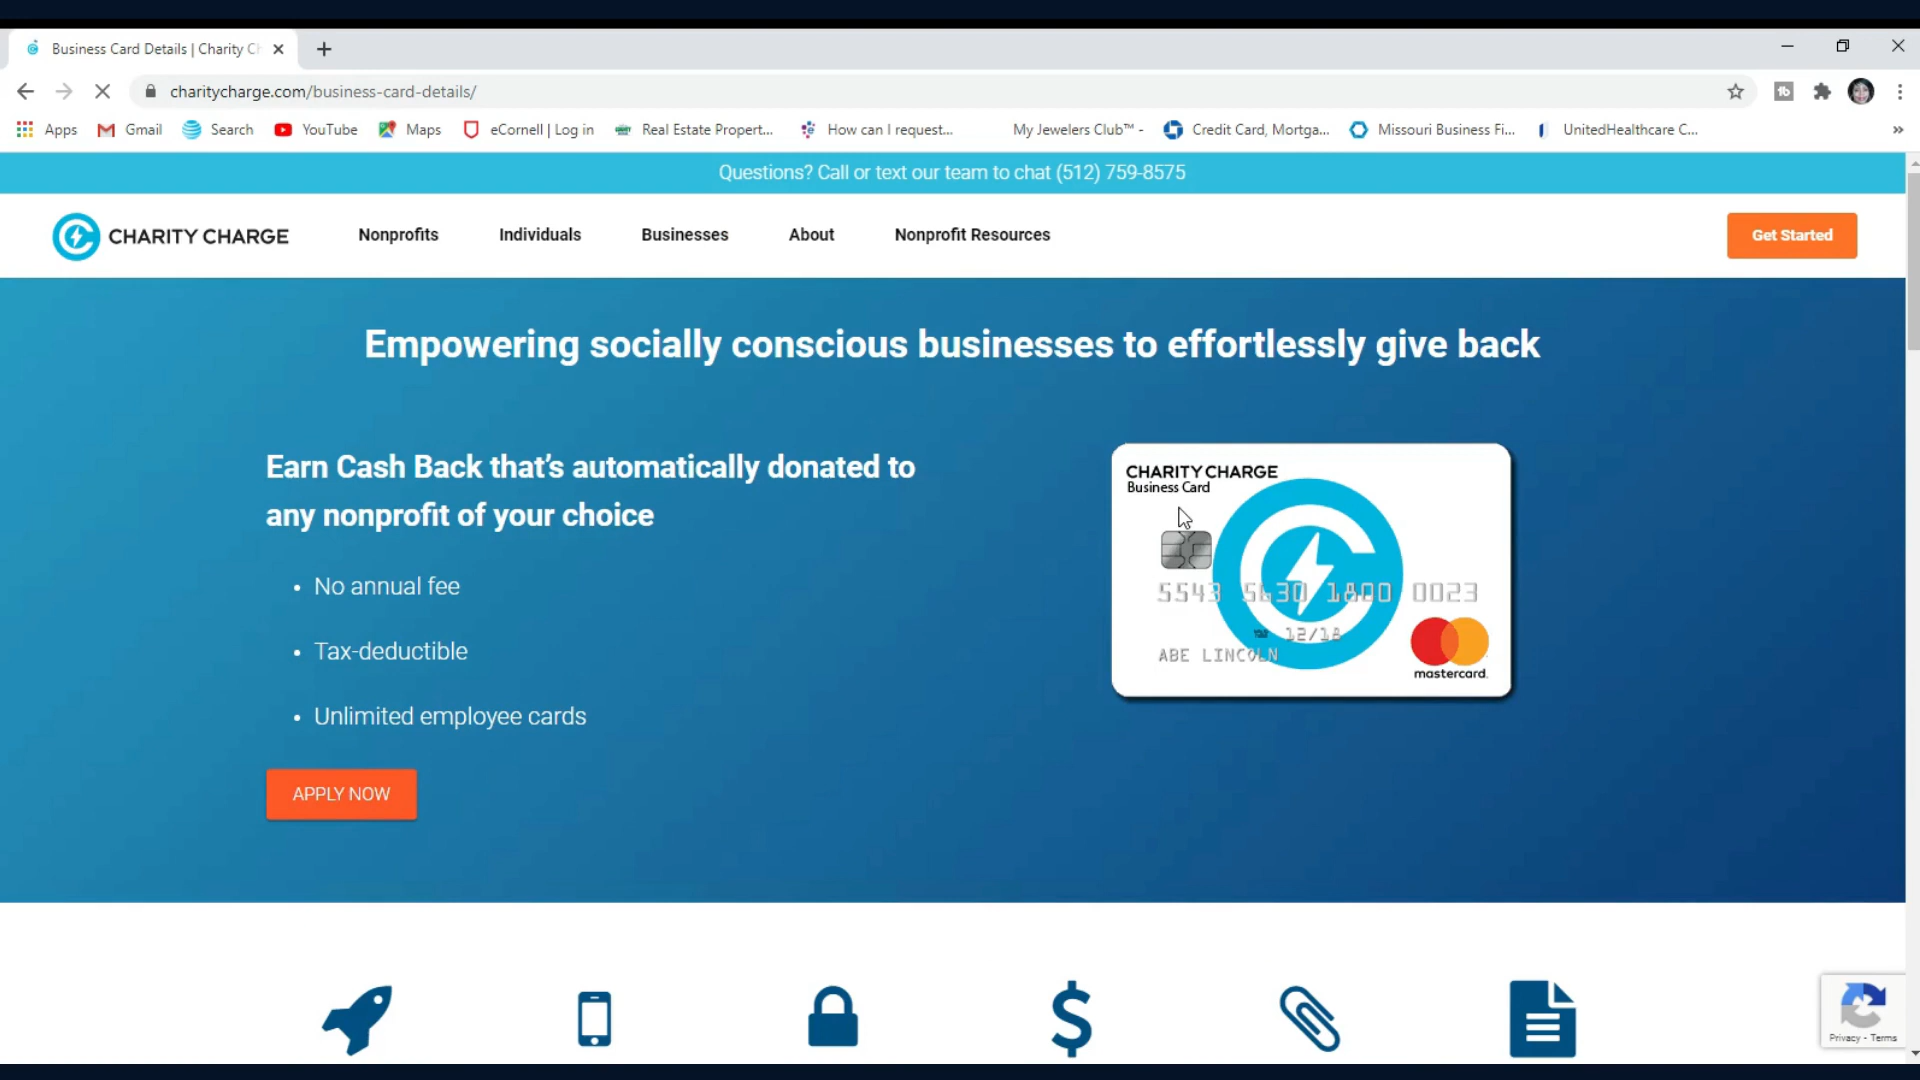 Business Card Details | Charity Ch
charitycharge.com/business-card-details/
Apps Gmail Search YouTube Maps eCornell | Log in Real Estate Propert... How can I request... My Jewelers Club™ - Credit Card, Mortga... Missouri Business Fi... UnitedHealthcare C... »
Questions? Call or text our team to chat (512) 759-8575
CHARITY CHARGE Nonprofits Individuals Businesses About Nonprofit Resources Get Started
Empowering socially conscious businesses to effortlessly give back
Earn Cash Back that's automatically donated to
any nonprofit of your choice
• No annual fee
• Tax-deductible
• Unlimited employee cards
APPLY NOW
CHARITY CHARGE
Business Card
5543 5630 1800 0023
12/18
ABE LINCOLN
mastercard.
Privacy - Terms